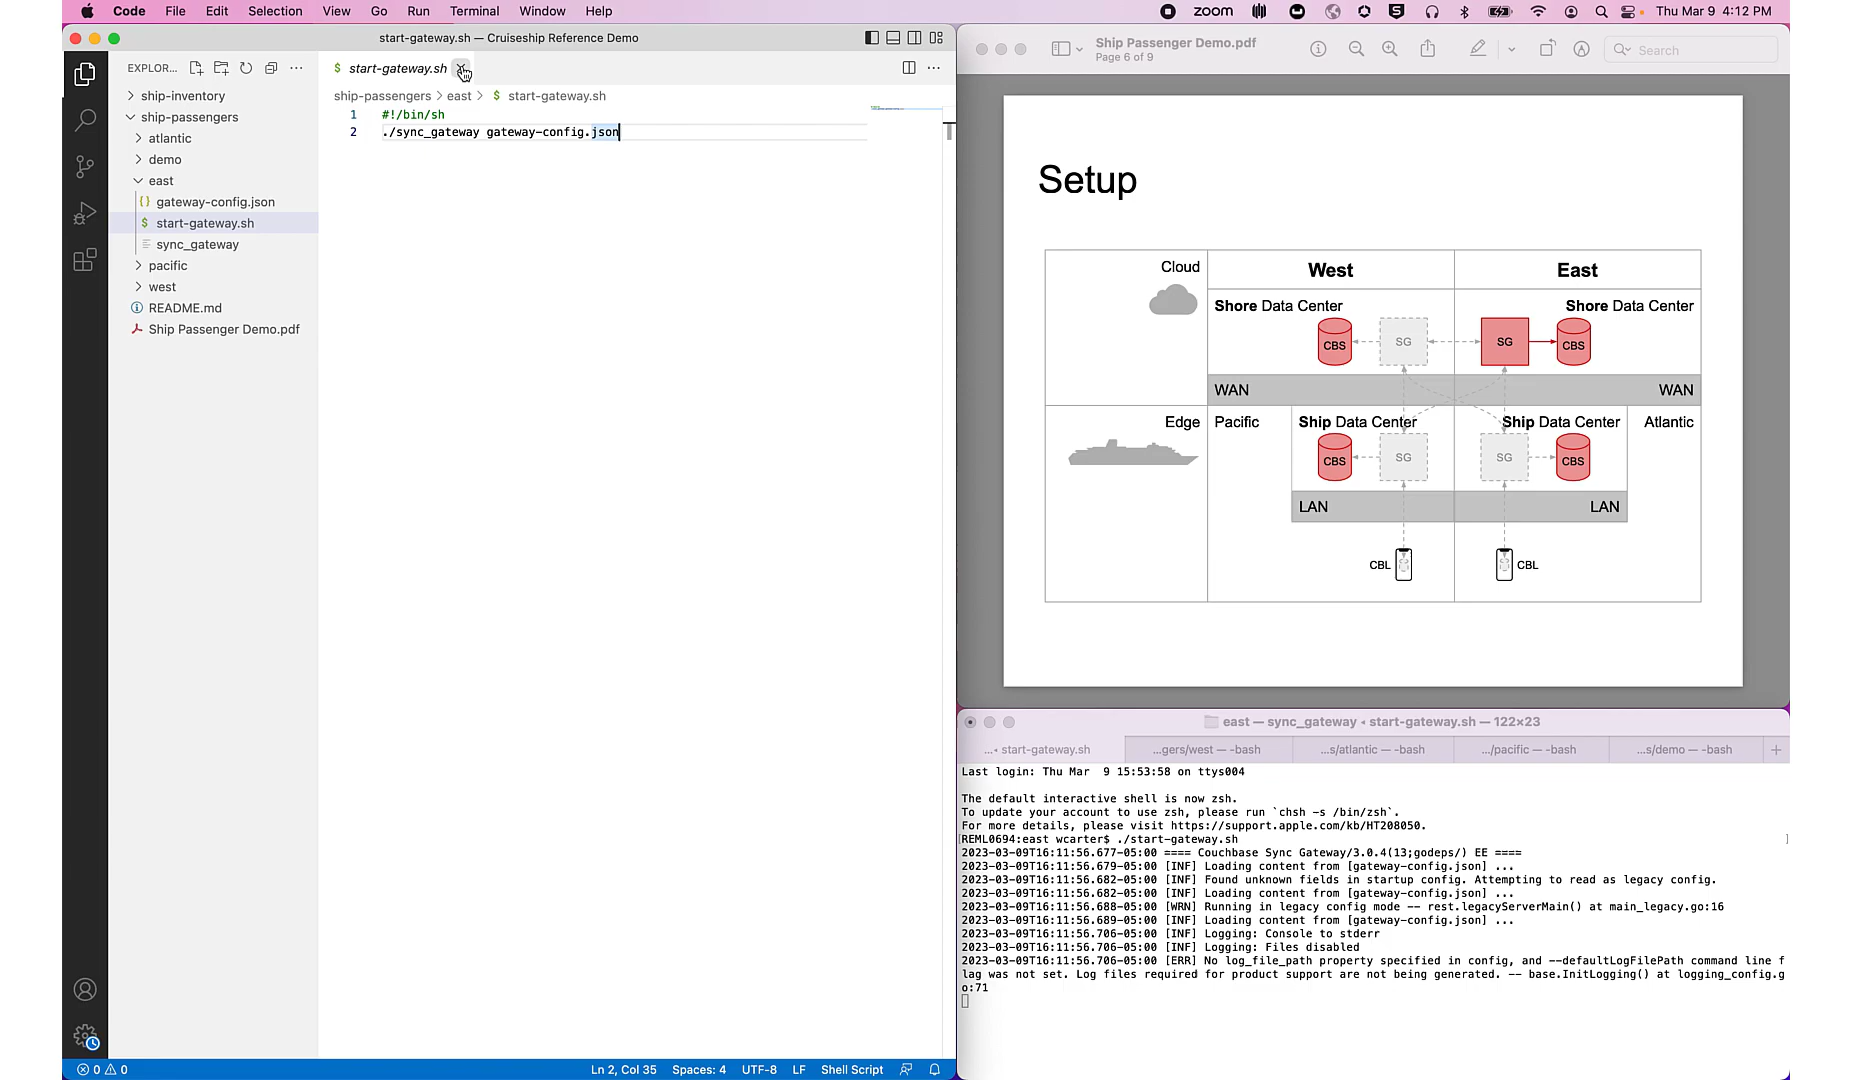 Code File Edit Selection View Go Run Terminal Window Help
zoom
Thu Mar 9 4:12 PM
start-gateway.sh — Cruiseship Reference Demo
EXPLOR...
ship-inventory
ship-passengers
atlantic
demo
east
gateway-config.json
start-gateway.sh
sync_gateway
pacific
west
README.md
Ship Passenger Demo.pdf
$ start-gateway.sh
ship-passengers > east > $ start-gateway.sh
1 #!/bin/sh
2 ./sync_gateway gateway-config.json
0 0
Ln 2, Col 35 Spaces: 4 UTF-8 LF Shell Script
Ship Passenger Demo.pdf
Page 6 of 9
Search
Setup
Cloud West East
Shore Data Center Shore Data Center
CBS SG SG CBS
WAN WAN
Edge Pacific Ship Data Center Ship Data Center Atlantic
CBS SG SG CBS
LAN LAN
CBL CBL
east — sync_gateway ◂ start-gateway.sh — 122×23
...◂ start-gateway.sh ...gers/west — -bash ...s/atlantic — -bash .../pacific — -bash ...s/demo — -bash +
Last login: Thu Mar  9 15:53:58 on ttys004
The default interactive shell is now zsh.
To update your account to use zsh, please run `chsh -s /bin/zsh`.
For more details, please visit https://support.apple.com/kb/HT208050.
[REML0694:east wcarter$ ./start-gateway.sh ]
2023-03-09T16:11:56.677-05:00 ==== Couchbase Sync Gateway/3.0.4(13;godeps/) EE ====
2023-03-09T16:11:56.679-05:00 [INF] Loading content from [gateway-config.json] ...
2023-03-09T16:11:56.682-05:00 [INF] Found unknown fields in startup config. Attempting to read as legacy config.
2023-03-09T16:11:56.682-05:00 [INF] Loading content from [gateway-config.json] ...
2023-03-09T16:11:56.688-05:00 [WRN] Running in legacy config mode -- rest.legacyServerMain() at main_legacy.go:16
2023-03-09T16:11:56.689-05:00 [INF] Loading content from [gateway-config.json] ...
2023-03-09T16:11:56.706-05:00 [INF] Logging: Console to stderr
2023-03-09T16:11:56.706-05:00 [INF] Logging: Files disabled
2023-03-09T16:11:56.706-05:00 [ERR] No log_file_path property specified in config, and --defaultLogFilePath command line f
lag was not set. Log files required for product support are not being generated. -- base.InitLogging() at logging_config.g
o:71